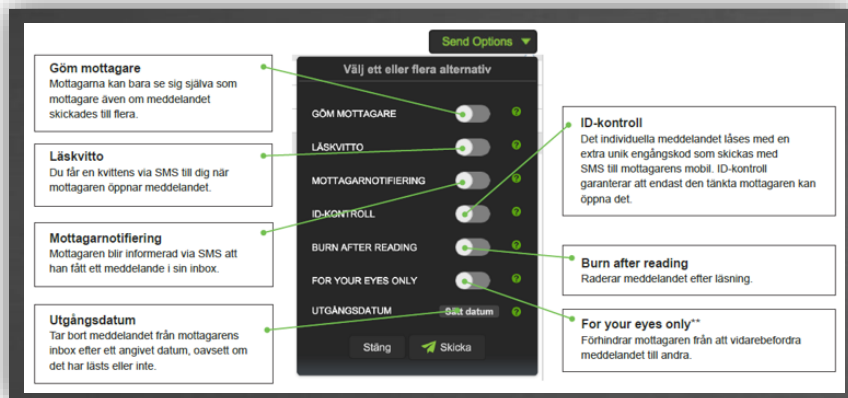 Send Options
Välj ett eller flera alternativ
GÖM MOTTAGARE
LÄSKVITTO
MOTTAGARNOTIFIERING
ID-KONTROLL
BURN AFTER READING
FOR YOUR EYES ONLY
UTGÅNGSDATUM
Sätt datum
Stäng
Skicka
Göm mottagare
Mottagarna kan bara se sig själva som
mottagare även om meddelandet
skickades till flera.
Läskvitto
Du får en kvittens via SMS till dig när
mottagaren öppnar meddelandet.
Mottagarnotifiering
Mottagaren blir informerad via SMS att
han fått ett meddelande i sin inbox.
Utgångsdatum
Tar bort meddelandet från mottagarens
inbox efter ett angivet datum, oavsett om
det har lästs eller inte.
ID-kontroll
Det individuella meddelandet låses med en
extra unik engångskod som skickas med
SMS till mottagarens mobil. ID-kontroll
garanterar att endast den tänkta mottagaren kan
öppna det.
Burn after reading
Raderar meddelandet efter läsning.
For your eyes only**
Förhindrar mottagaren från att vidarebefordra
meddelandet till andra.